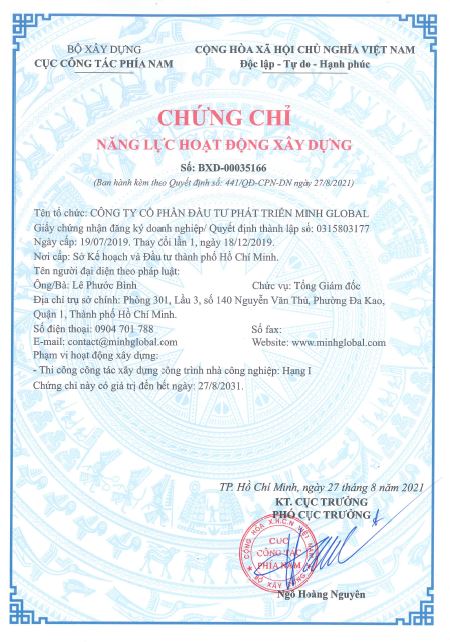 BỘ XÂY DỰNG
CỤC CÔNG TÁC PHÍA NAM
CỘNG HÒA XÃ HỘI CHỦ NGHĨA VIỆT NAM
Độc lập - Tự do - Hạnh phúc
CHỨNG CHỈ
NĂNG LỰC HOẠT ĐỘNG XÂY DỰNG
Số: BXD-00035166
(Ban hành kèm theo Quyết định số: 441/QĐ-CPN-DN ngày 27/8/2021)
Tên tổ chức: CÔNG TY CỔ PHẦN ĐẦU TƯ PHÁT TRIỂN MINH GLOBAL
Giấy chứng nhận đăng ký doanh nghiệp/ Quyết định thành lập số: 0315803177
Ngày cấp: 19/07/2019. Thay đổi lần 1, ngày 18/12/2019.
Nơi cấp: Sở Kế hoạch và Đầu tư thành phố Hồ Chí Minh.
Tên người đại diện theo pháp luật:
Ông/Bà: Lê Phước Bình Chức vụ: Tổng Giám đốc
Địa chỉ trụ sở chính: Phòng 301, Lầu 3, số 140 Nguyễn Văn Thủ, Phường Đa Kao,
Quận 1, Thành phố Hồ Chí Minh.
Số điện thoại: 0904 701 788 Số fax:
E-mail: contact@minhglobal.com Website: www.minhglobal.com
Phạm vi hoạt động xây dựng:
- Thi công công tác xây dựng công trình nhà công nghiệp: Hạng I
Chứng chỉ này có giá trị đến hết ngày: 27/8/2031.
TP. Hồ Chí Minh, ngày 27 tháng 8 năm 2021
KT. CỤC TRƯỞNG
PHÓ CỤC TRƯỞNG
CỘNG HÒA X.H.C.N VIỆT NAM
CỤC
CÔNG TÁC
PHÍA NAM
BỘ XÂY DỰNG
Ngô Hoàng Nguyên